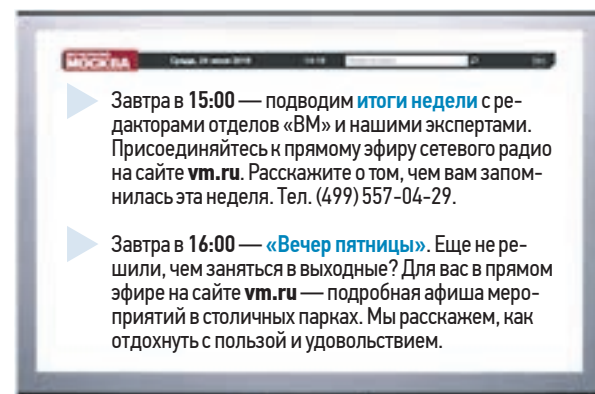 МОСКВА
Завтра в 15:00 — подводим итоги недели с ре-
дакторами отделов «ВМ» и нашими экспертами.
Присоединяйтесь к прямому эфиру сетевого радио
на сайте vm.ru. Расскажите о том, чем вам запом-
нилась эта неделя. Тел. (499) 557-04-29.
Завтра в 16:00 — «Вечер пятницы». Еще не ре-
шили, чем заняться в выходные? Для вас в прямом
эфире на сайте vm.ru — подробная афиша меро-
приятий в столичных парках. Мы расскажем, как
отдохнуть с пользой и удовольствием.